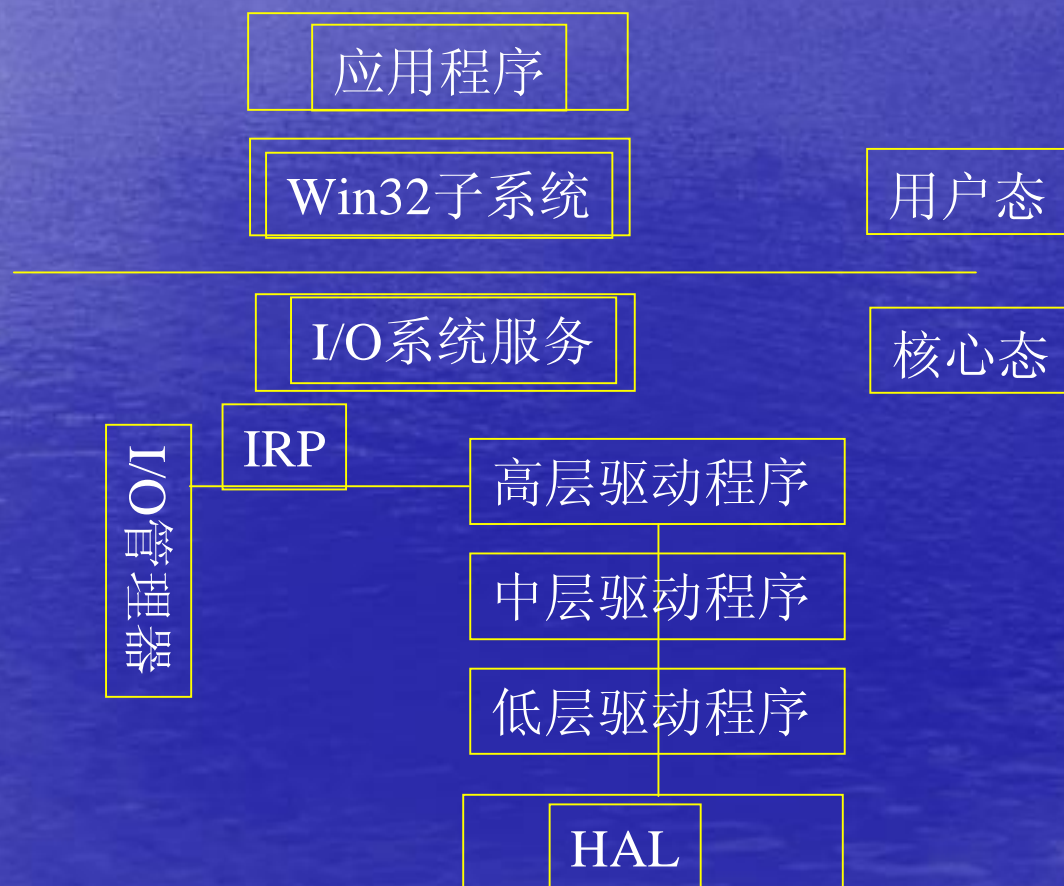 应用程序
Win32子系统
用户态
I/O系统服务
核心态
IRP
I/O管理器
高层驱动程序
中层驱动程序
低层驱动程序
HAL